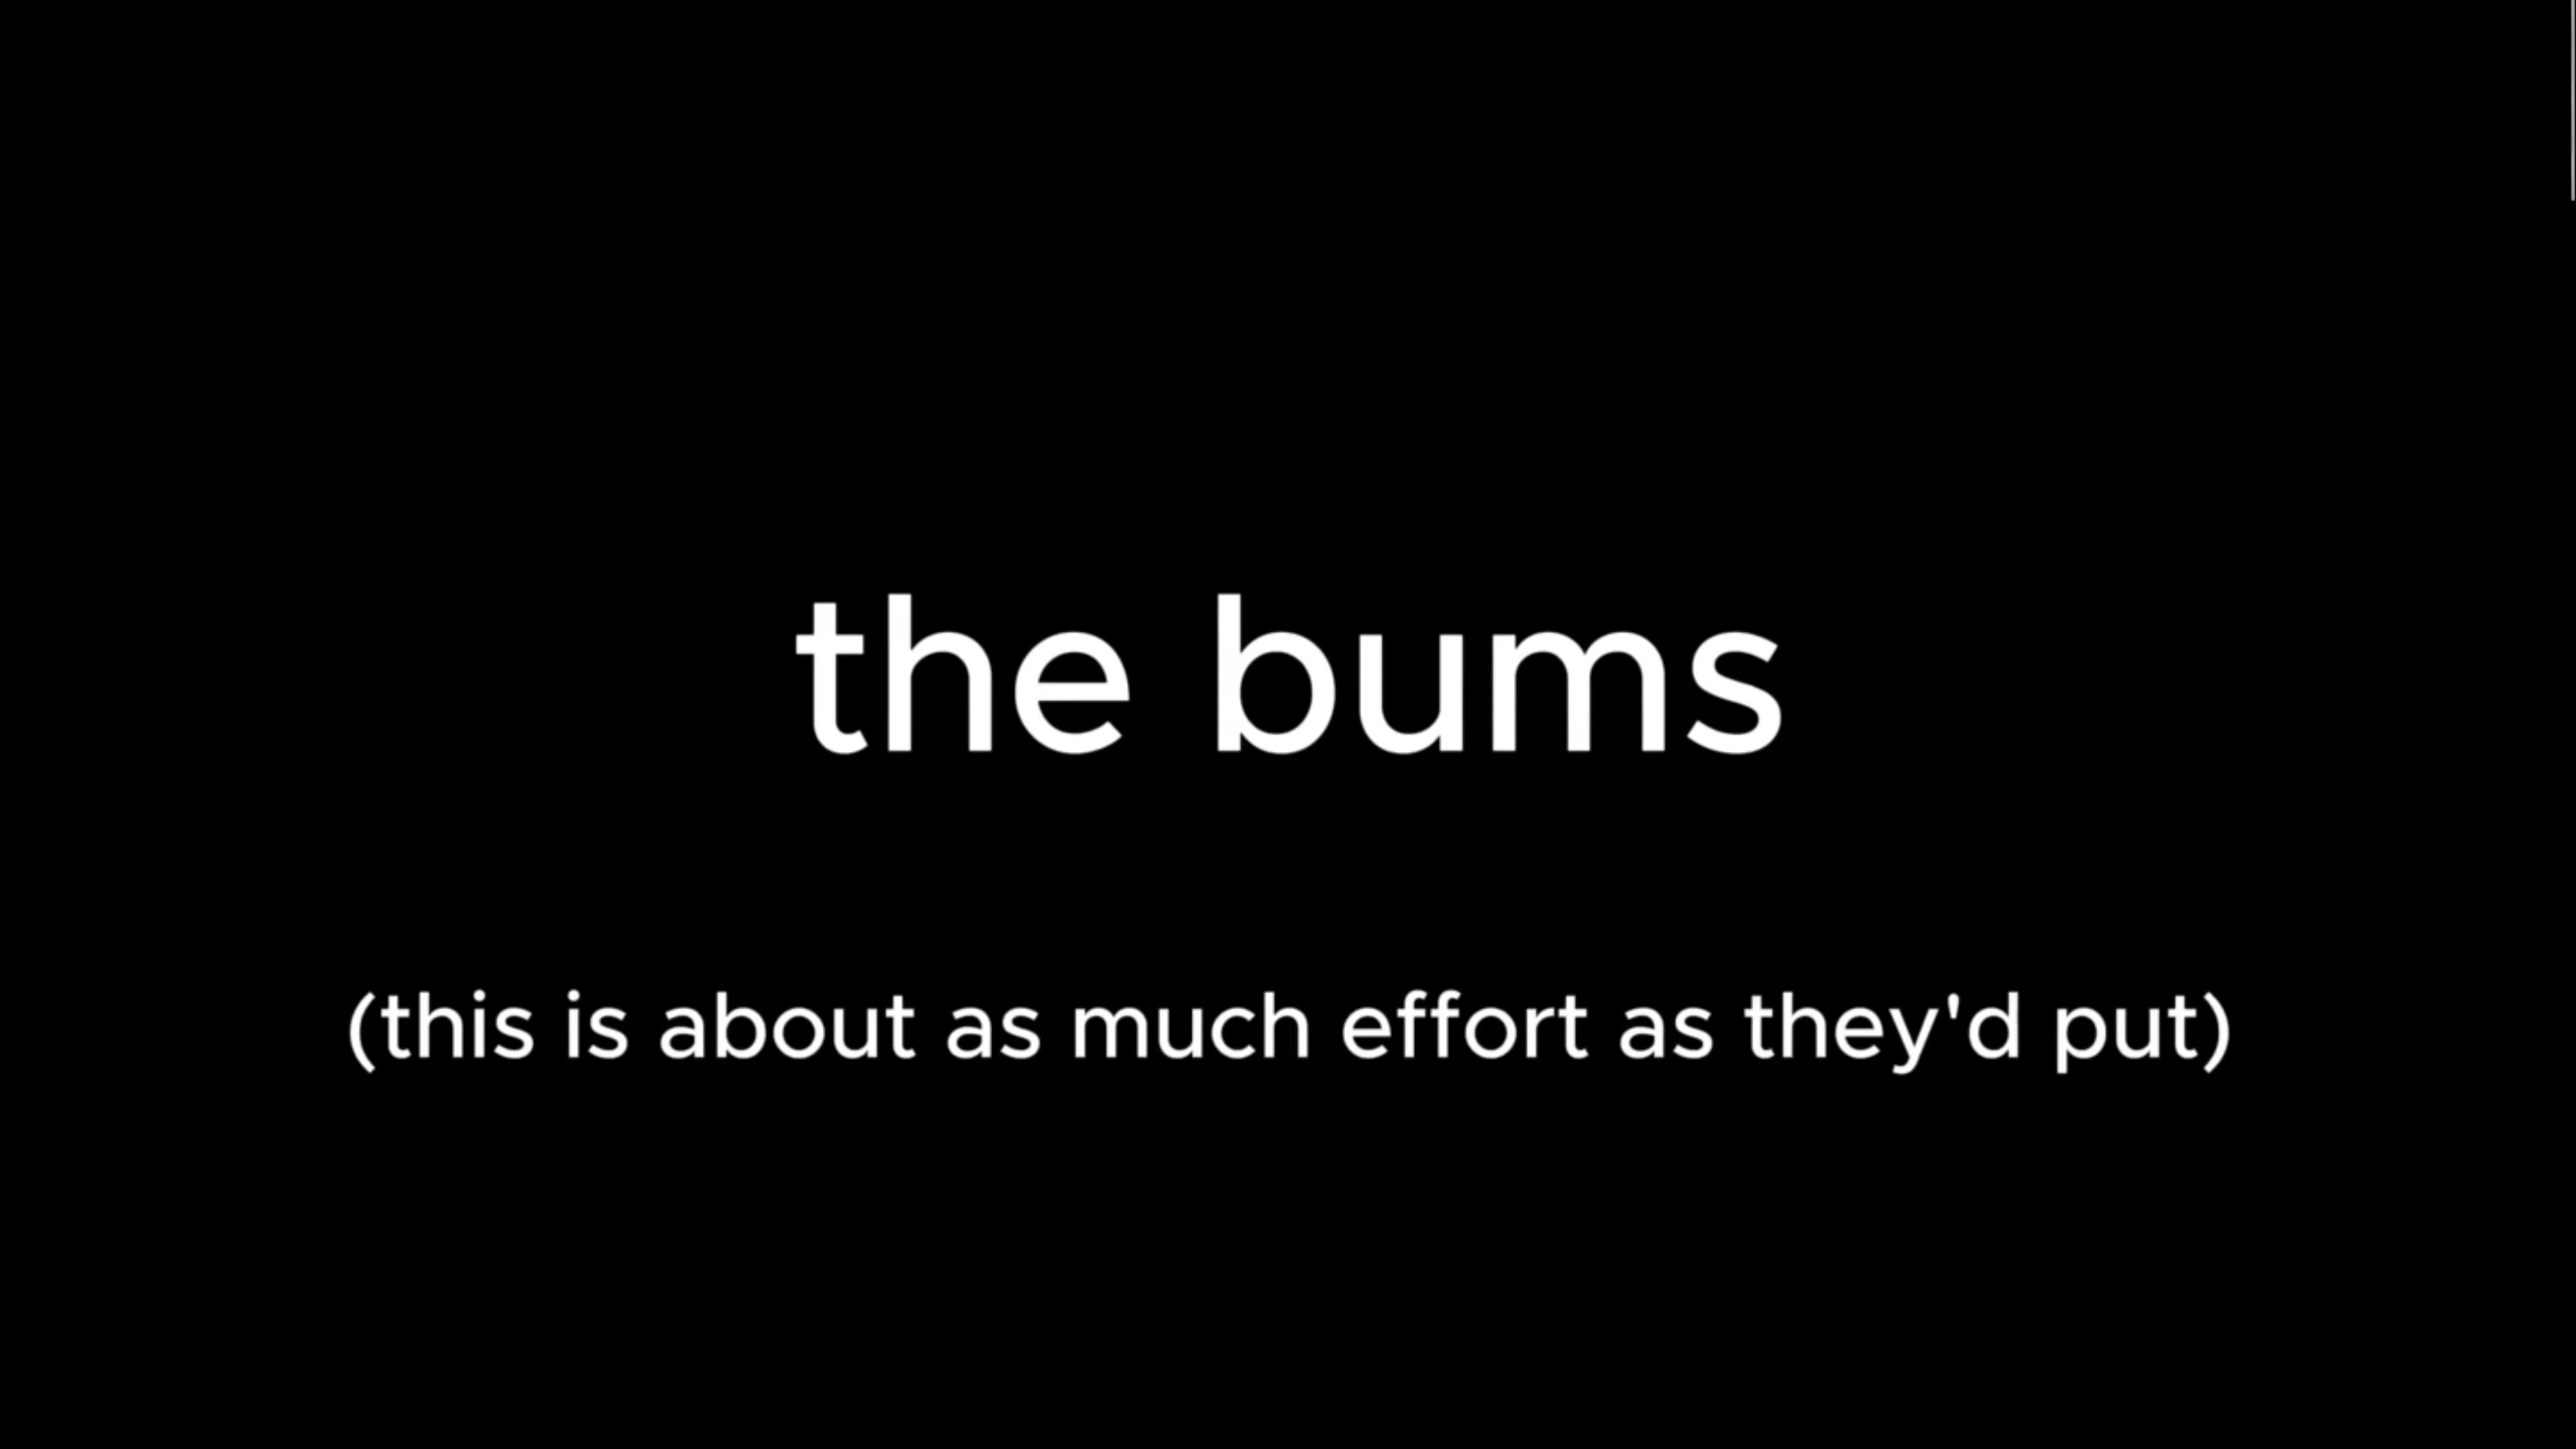 the bums
(this is about as much effort as they'd put)